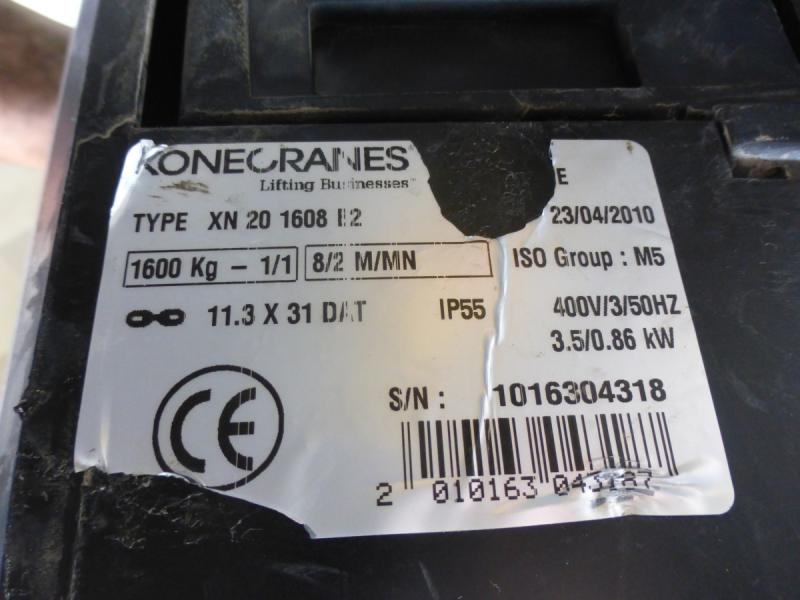 KONECRANES
Lifting Businesses™ E
TYPE XN 20 1608 E2 23/04/2010
1600 Kg - 1/1 8/2 M/MN ISO Group : M5
11.3 X 31 DAT IP55 400V/3/50HZ
3.5/0.86 kW
S/N : 1016304318
CE
2 010163 043187